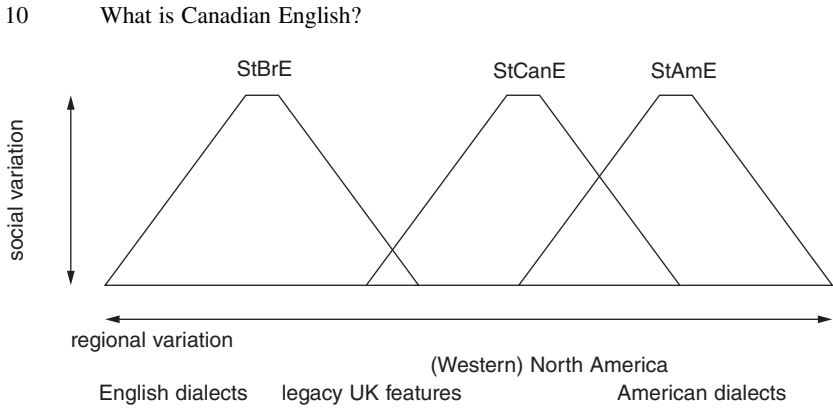 10 What is Canadian English?
StBrE StCanE StAmE
social variation
regional variation
(Western) North America
English dialects legacy UK features American dialects